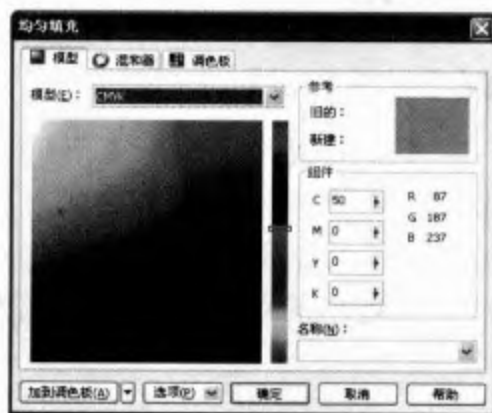 均匀填充
模型 混和器 调色板
模型(E): CMYK
参考
旧的:
新建:
组件
C 50 R 87
M 0 G 187
Y 0 B 237
K 0
名称(N):
加到调色板(A) 选项(P) 确定 取消 帮助